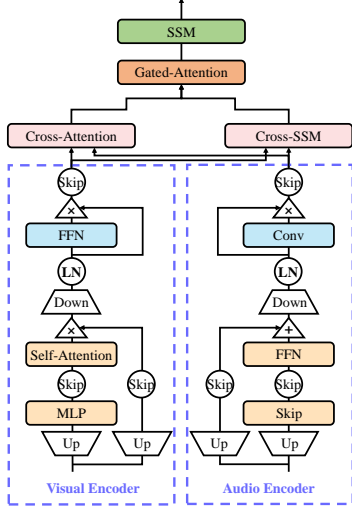 SSM
Gated-Attention
Cross-Attention Cross-SSM
Skip Skip
× ×
FFN Conv
LN LN
Down Down
× +
Self-Attention FFN
Skip Skip Skip Skip
MLP Skip
Up Up Up Up
Visual Encoder Audio Encoder